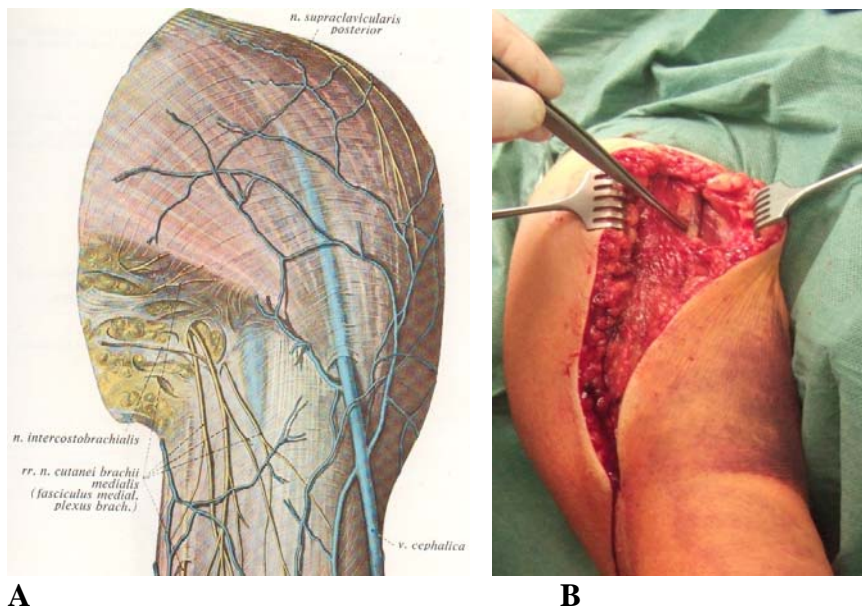 n. supraclavicularis
posterior
n. intercostobrachialis
rr. n. cutanei brachii
medialis
(fasciculus medial.
plexus brach.)
v. cephalica
A
B